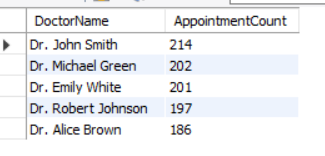 DoctorName AppointmentCount
Dr. John Smith 214
Dr. Michael Green 202
Dr. Emily White 201
Dr. Robert Johnson 197
Dr. Alice Brown 186